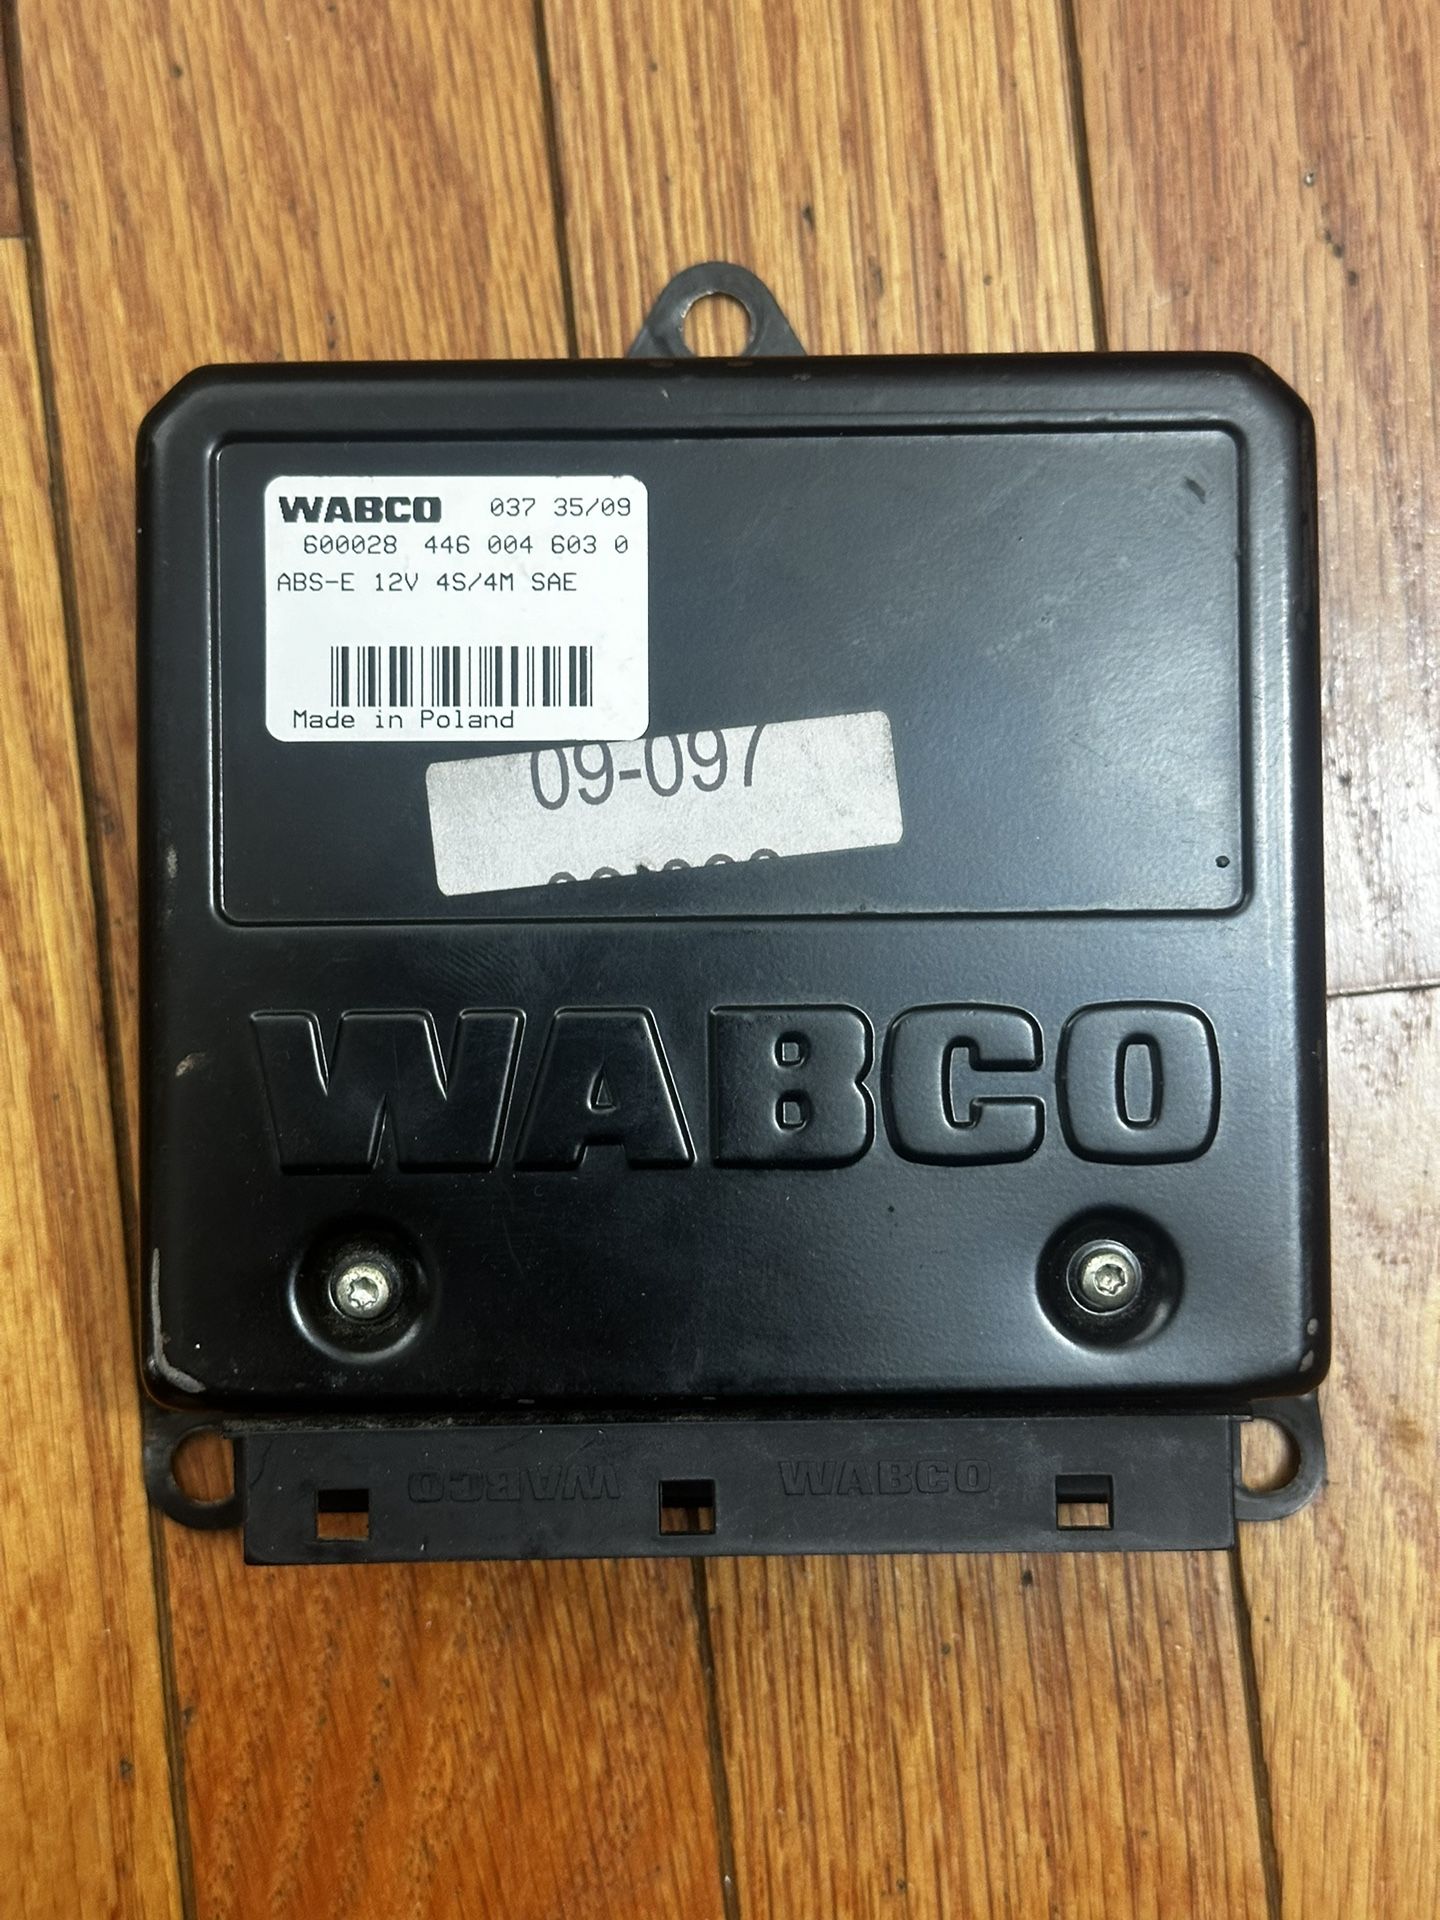 WABCO 037 35/09
600028 446 004 603 0
ABS-E 12V 4S/4M SAE
Made in Poland
09-097
WABCO
WABCO WABCO